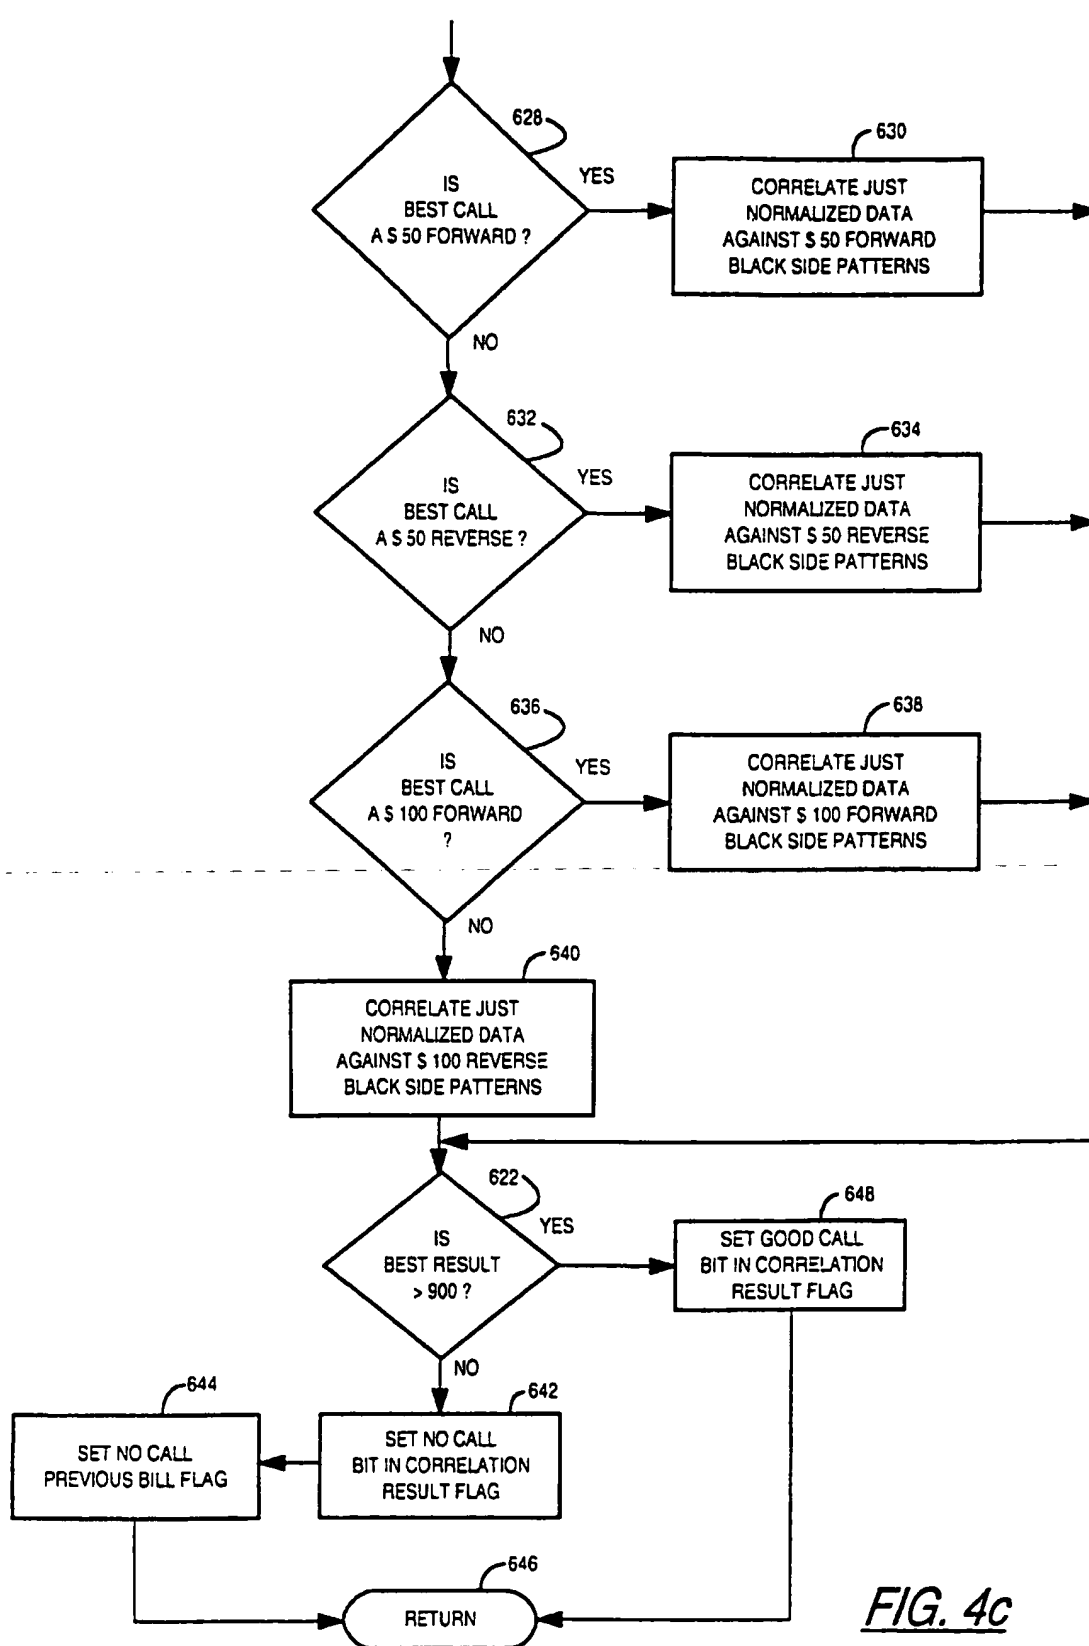 628
IS
BEST CALL
A $ 50 FORWARD ?
YES
630
CORRELATE JUST
NORMALIZED DATA
AGAINST $ 50 FORWARD
BLACK SIDE PATTERNS
NO
632
IS
BEST CALL
A $ 50 REVERSE ?
YES
634
CORRELATE JUST
NORMALIZED DATA
AGAINST $ 50 REVERSE
BLACK SIDE PATTERNS
NO
636
IS
BEST CALL
A $ 100 FORWARD
?
YES
638
CORRELATE JUST
NORMALIZED DATA
AGAINST $ 100 FORWARD
BLACK SIDE PATTERNS
NO
640
CORRELATE JUST
NORMALIZED DATA
AGAINST $ 100 REVERSE
BLACK SIDE PATTERNS
622
IS
BEST RESULT
> 900 ?
YES
648
SET GOOD CALL
BIT IN CORRELATION
RESULT FLAG
NO
642
SET NO CALL
BIT IN CORRELATION
RESULT FLAG
644
SET NO CALL
PREVIOUS BILL FLAG
646
RETURN
FIG. 4c